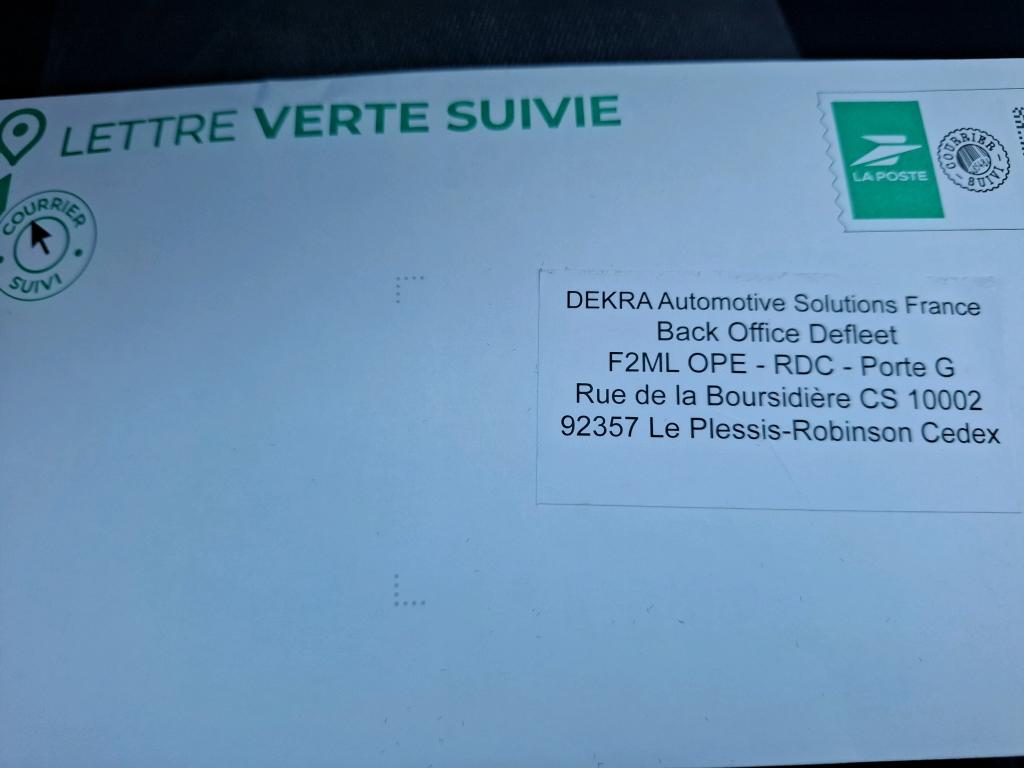 LETTRE VERTE SUIVIE
LA POSTE
COURRIER SUIVI
COURRIER SUIVI
DEKRA Automotive Solutions France
Back Office Defleet
F2ML OPE - RDC - Porte G
Rue de la Boursidière CS 10002
92357 Le Plessis-Robinson Cedex